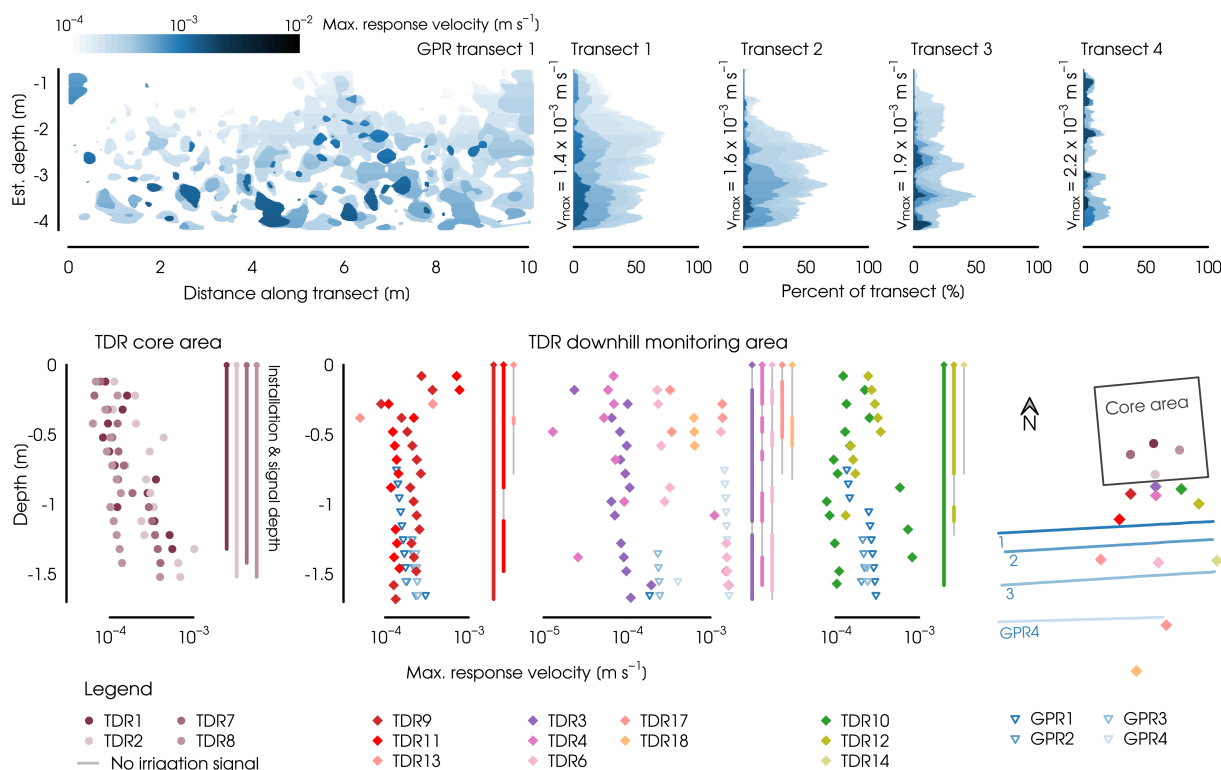 10⁻⁴ 10⁻³ 10⁻² Max. response velocity (m s⁻¹)
GPR transect 1 Transect 1 Transect 2 Transect 3 Transect 4
Est. depth (m)
-1
-2
-3
-4
vmax = 1.4 x 10⁻³ m s⁻¹
vmax = 1.6 x 10⁻³ m s⁻¹
vmax = 1.9 x 10⁻³ m s⁻¹
vmax = 2.2 x 10⁻³ m s⁻¹
0 2 4 6 8 10 0 50 100 0 50 100 0 50 100 0 50 100
Distance along transect (m) Percent of transect (%)
TDR core area TDR downhill monitoring area
Depth (m)
0
-0.5
-1
-1.5
Installation & signal depth
0
-0.5
-1
-1.5
10⁻⁴ 10⁻³ 10⁻⁴ 10⁻³ 10⁻⁵ 10⁻⁴ 10⁻³ 10⁻⁴ 10⁻³
Max. response velocity (m s⁻¹)
Core area
N
1
2
3
GPR4
Legend
TDR1 TDR7 TDR9 TDR3 TDR17 TDR10 GPR1 GPR3
TDR2 TDR8 TDR11 TDR4 TDR18 TDR12 GPR2 GPR4
No irrigation signal TDR13 TDR6 TDR14